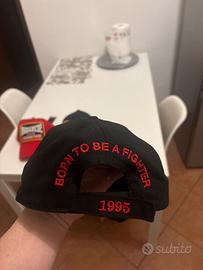 BORN TO BE A FIGHTER
1995
subito